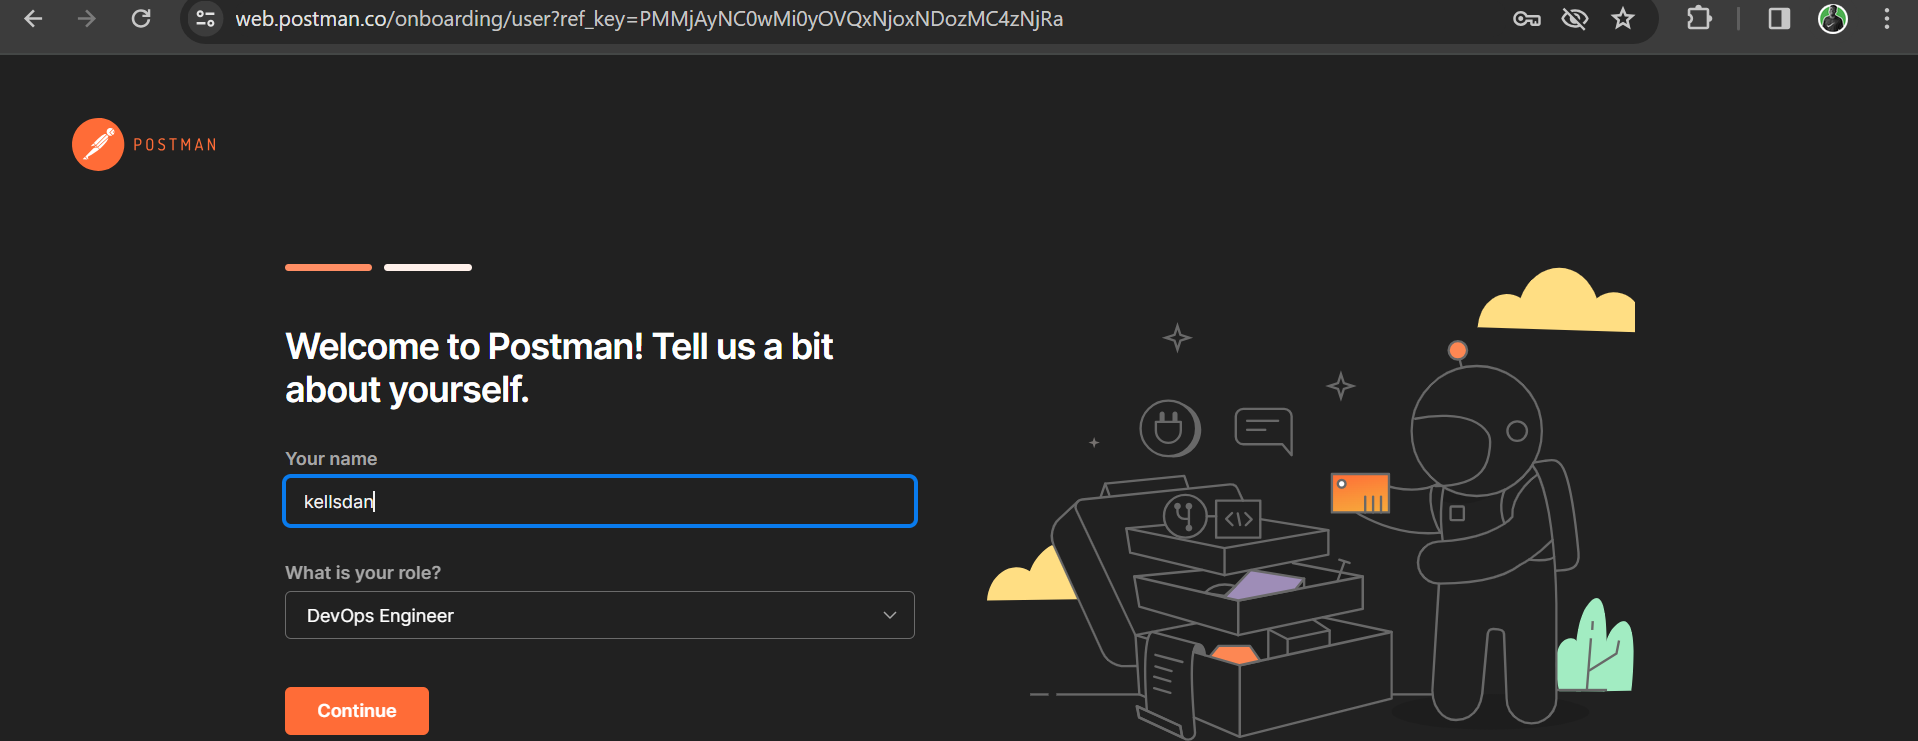 web.postman.co/onboarding/user?ref_key=PMMjAyNC0wMi0yOVQxNjoxNDozMC4zNjRa
POSTMAN
Welcome to Postman! Tell us a bit
about yourself.
Your name
kellsdan
What is your role?
DevOps Engineer
Continue